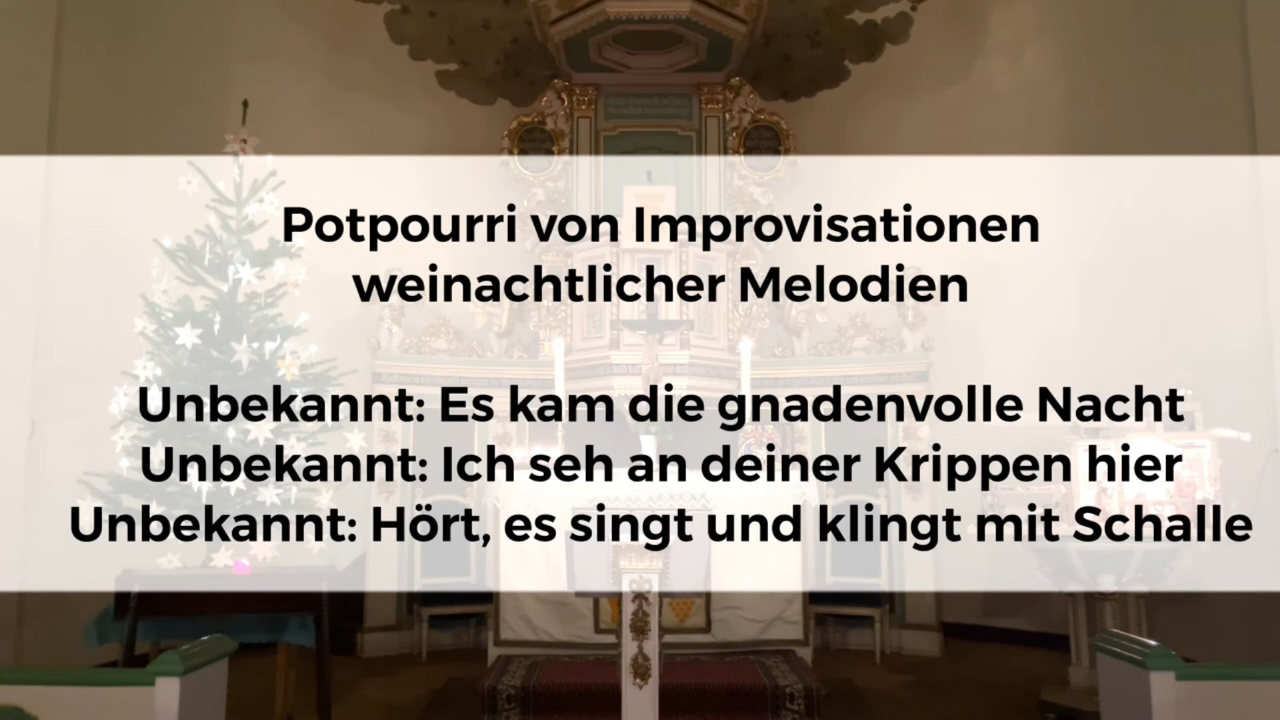 Potpourri von Improvisationen
weinachtlicher Melodien
Unbekannt: Es kam die gnadenvolle Nacht
Unbekannt: Ich seh an deiner Krippen hier
Unbekannt: Hört, es singt und klingt mit Schalle